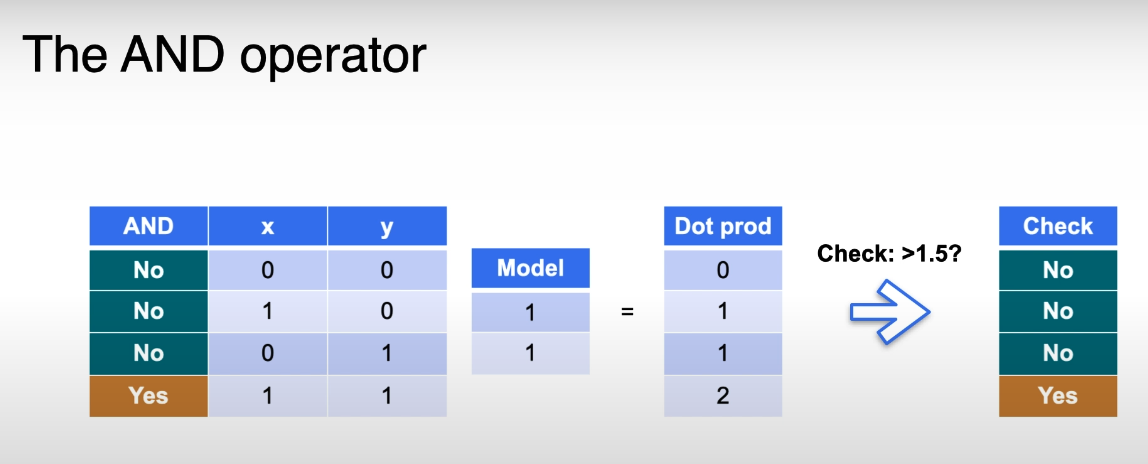 The AND operator
AND x y
No 0 0
No 1 0
No 0 1
Yes 1 1
Model
1
1
=
Dot prod
0
1
1
2
Check: >1.5?
Check
No
No
No
Yes